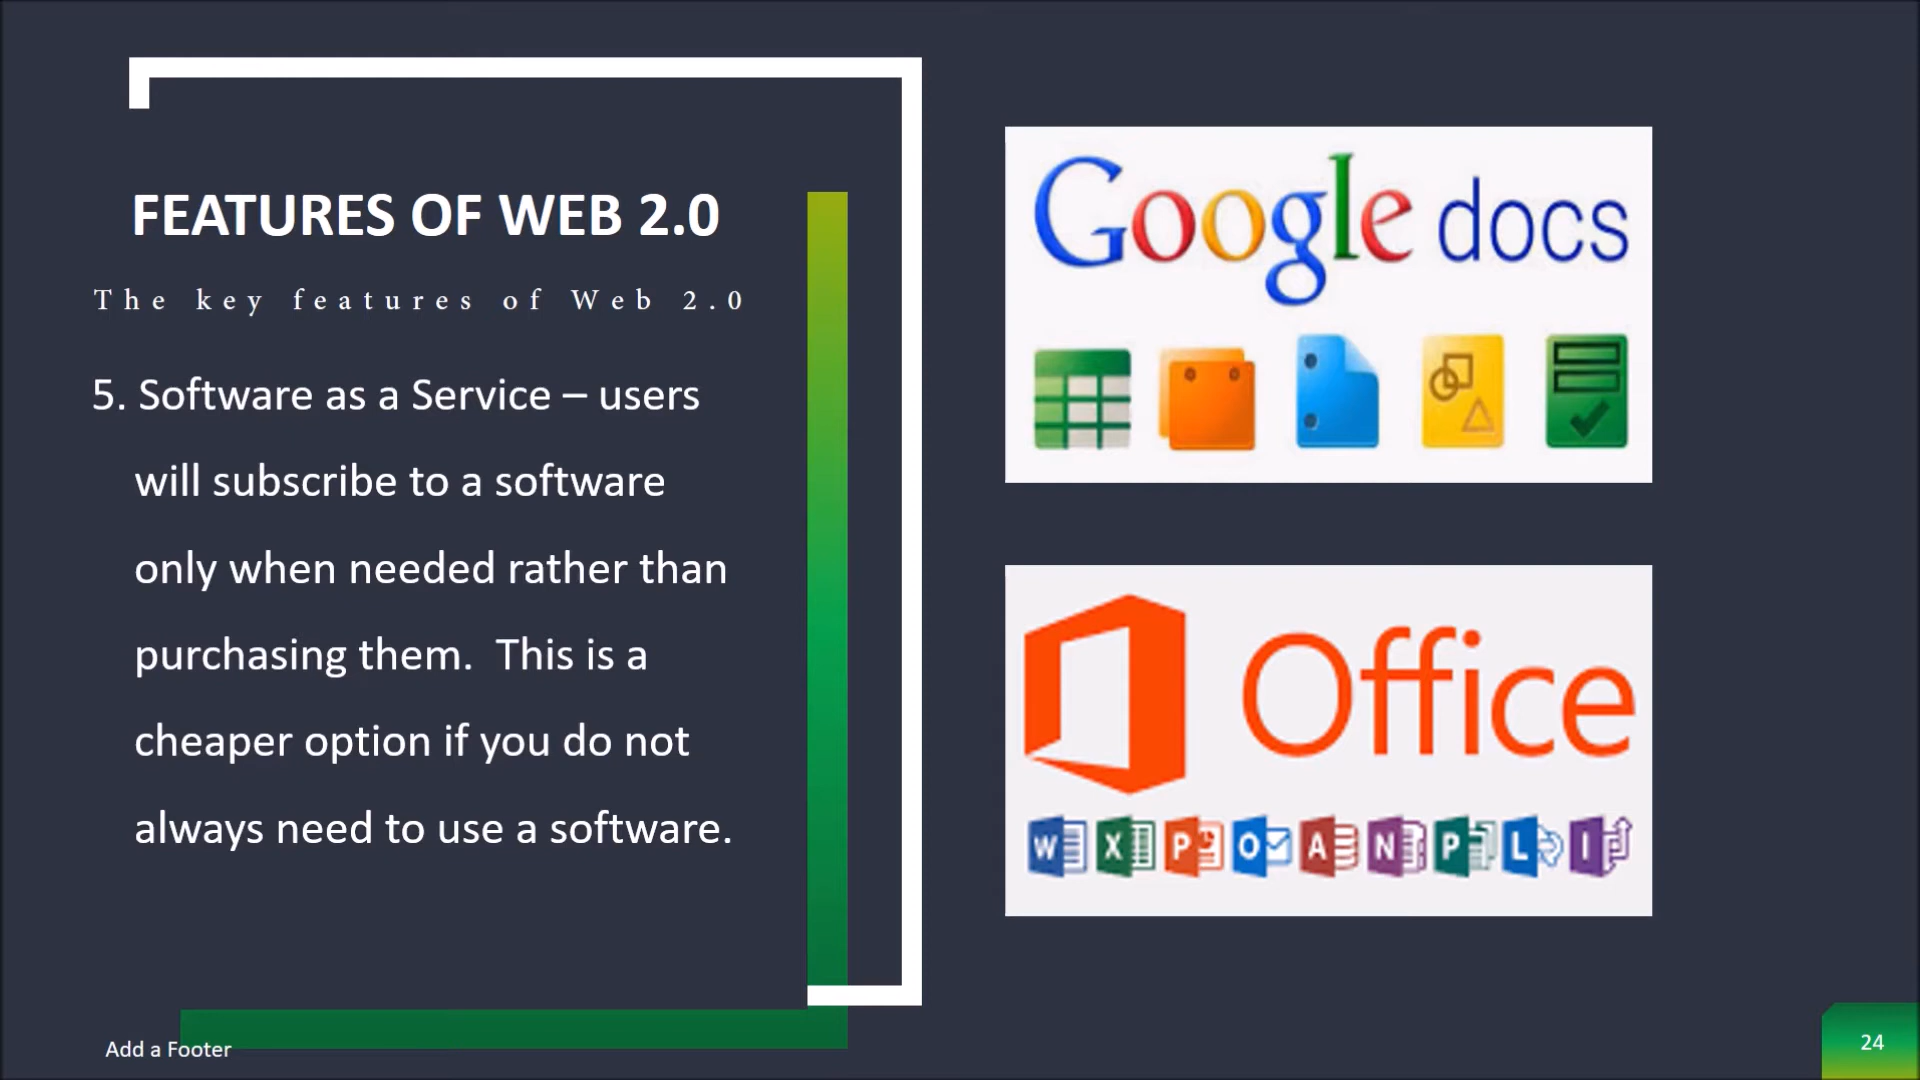 FEATURES OF WEB 2.0
The key features of Web 2.0
5. Software as a Service – users
will subscribe to a software
only when needed rather than
purchasing them.  This is a
cheaper option if you do not
always need to use a software.
Google docs
Office
W X P O A N P L I
Add a Footer
24